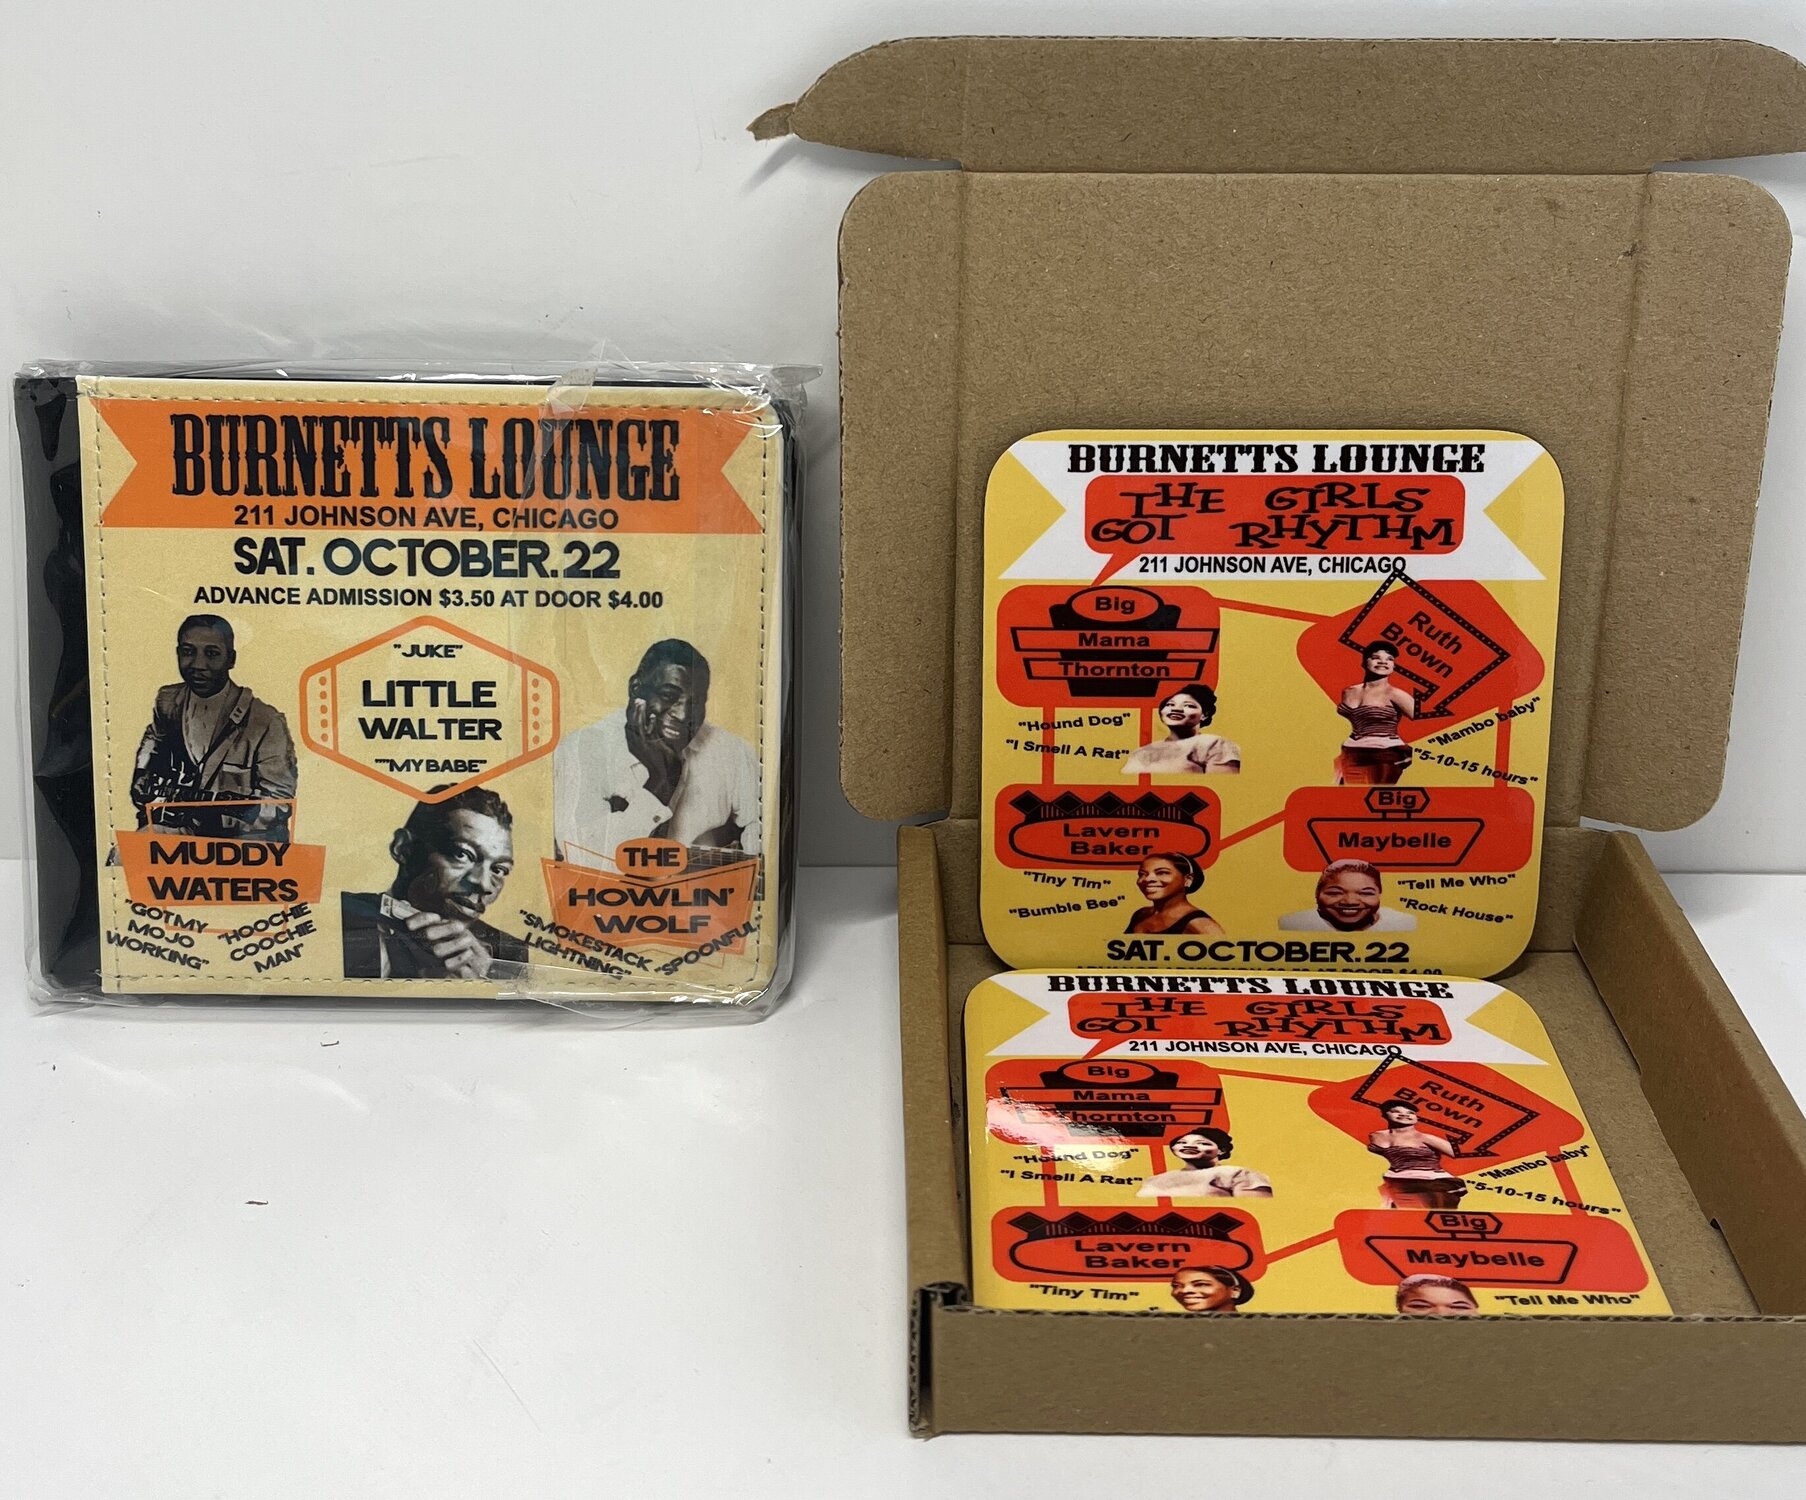 BURNETTS LOUNGE
211 JOHNSON AVE, CHICAGO
SAT. OCTOBER.22
ADVANCE ADMISSION $3.50 AT DOOR $4.00
"JUKE"
LITTLE
WALTER
""MY BABE"
MUDDY
WATERS
"GOT MY
MOJO
WORKING"
"HOOCHIE
COOCHIE
MAN"
THE
HOWLIN'
WOLF
"SMOKESTACK
LIGHTNING"
"SPOONFUL"
BURNETTS LOUNGE
THE GIRLS
GOT RHYTHM
211 JOHNSON AVE, CHICAGO
Big
Mama
Thornton
"Hound Dog"
"I Smell A Rat"
Ruth
Brown
"Mambo baby"
"5-10-15 hours"
Lavern
Baker
"Tiny Tim"
"Bumble Bee"
Big
Maybelle
"Tell Me Who"
"Rock House"
SAT. OCTOBER.22
BURNETTS LOUNGE
THE GIRLS
GOT RHYTHM
211 JOHNSON AVE, CHICAGO
Big
Mama
Thornton
"Hound Dog"
"I Smell A Rat"
Ruth
Brown
"Mambo baby"
"5-10-15 hours"
Lavern
Baker
"Tiny Tim"
Big
Maybelle
"Tell Me Who"